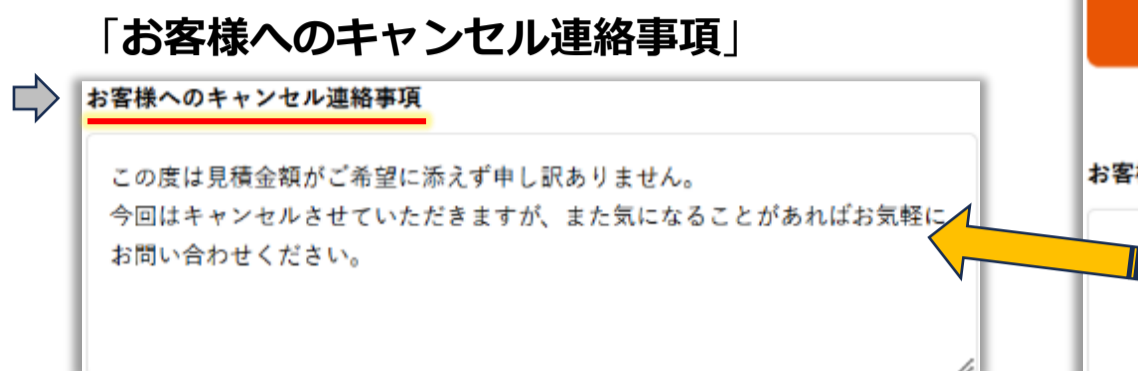 「お客様へのキャンセル連絡事項」
お客様へのキャンセル連絡事項
この度は見積金額がご希望に添えず申し訳ありません。
今回はキャンセルさせていただきますが、また気になることがあればお気軽に
お問い合わせください。
お客